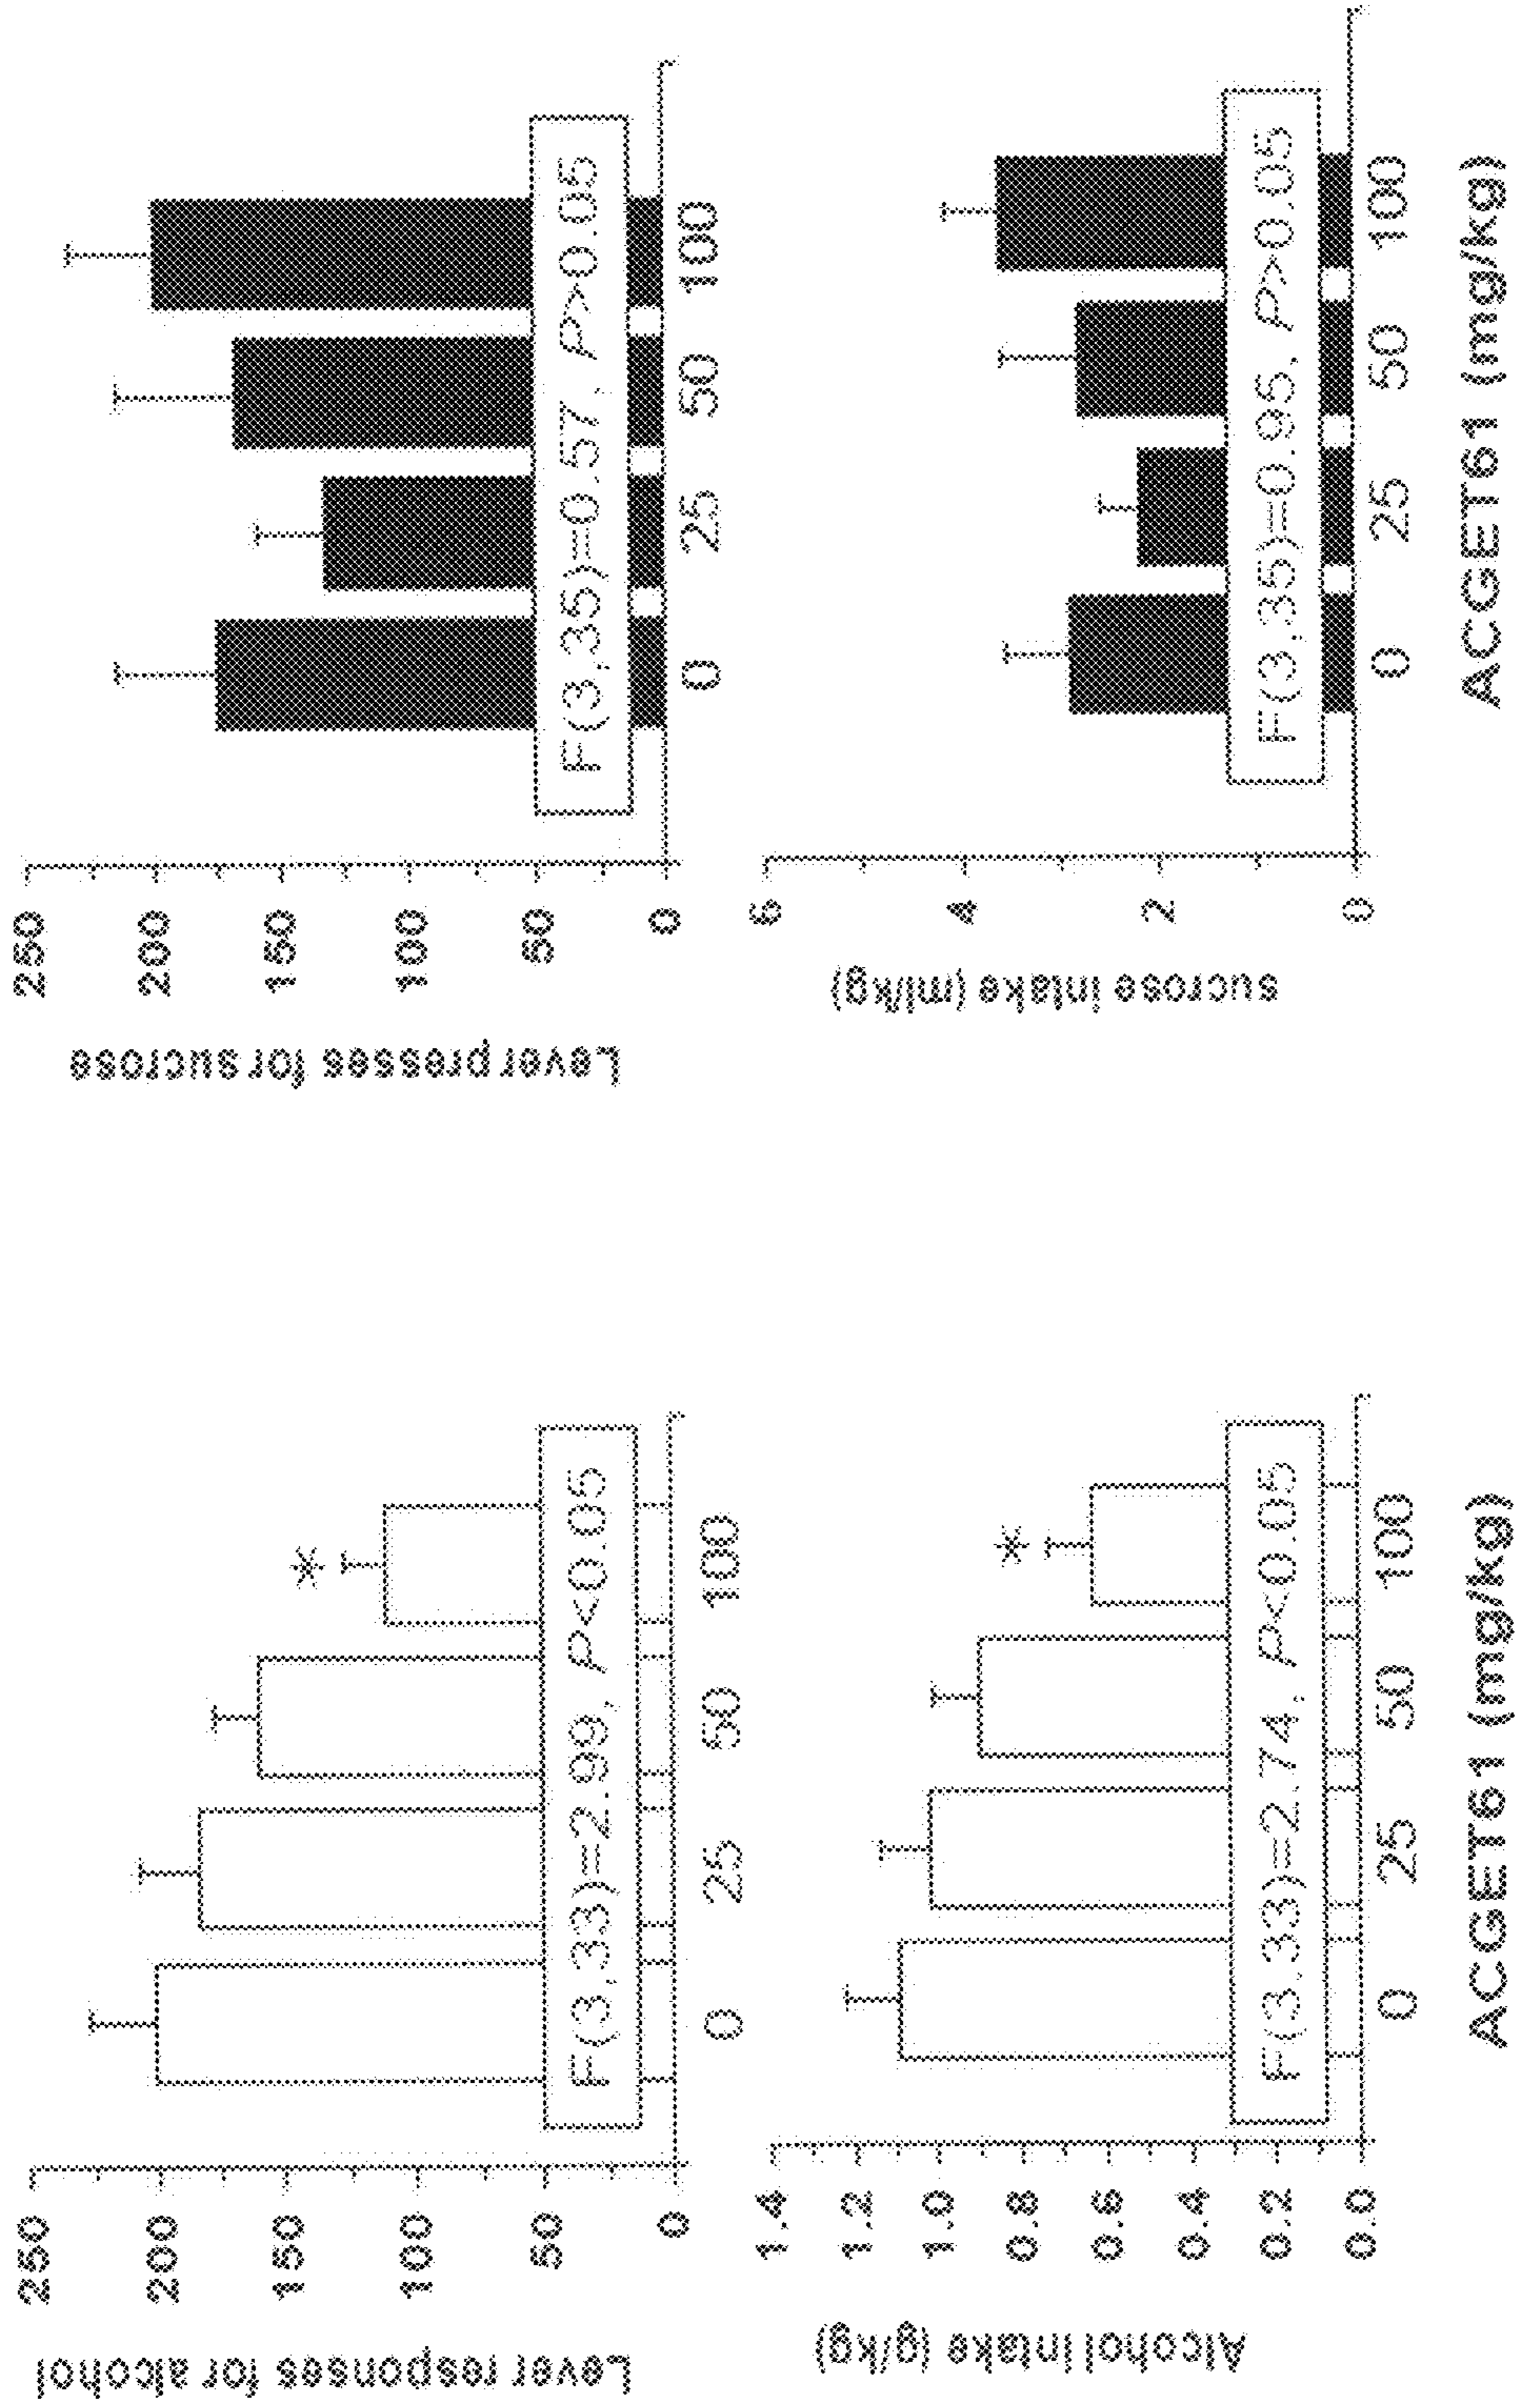 Lever responses for alcohol
250
200
150
100
50
0
*
F(3,33)=2.99, P<0.05
0 25 50 100
Alcohol intake (g/kg)
1.4
1.2
1.0
0.8
0.6
0.4
0.2
0.0
*
F(3,33)=2.74, P<0.05
0 25 50 100
ACGET61 (mg/kg)
Lever presses for sucrose
250
200
150
100
50
0
F(3,35)=0.57, P>0.05
0 25 50 100
sucrose intake (ml/kg)
6
4
2
0
F(3,35)=0.95, P>0.05
0 25 50 100
ACGET61 (mg/kg)